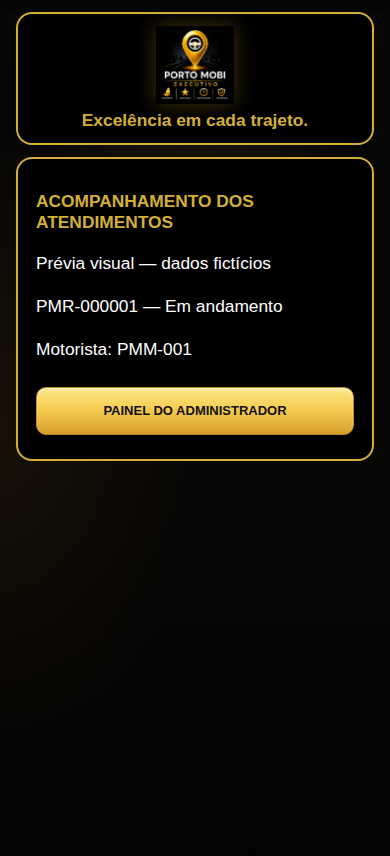 PORTO MOBI
EXECUTIVO
Excelência em cada trajeto.
ACOMPANHAMENTO DOS
ATENDIMENTOS
Prévia visual — dados fictícios
PMR-000001 — Em andamento
Motorista: PMM-001
PAINEL DO ADMINISTRADOR